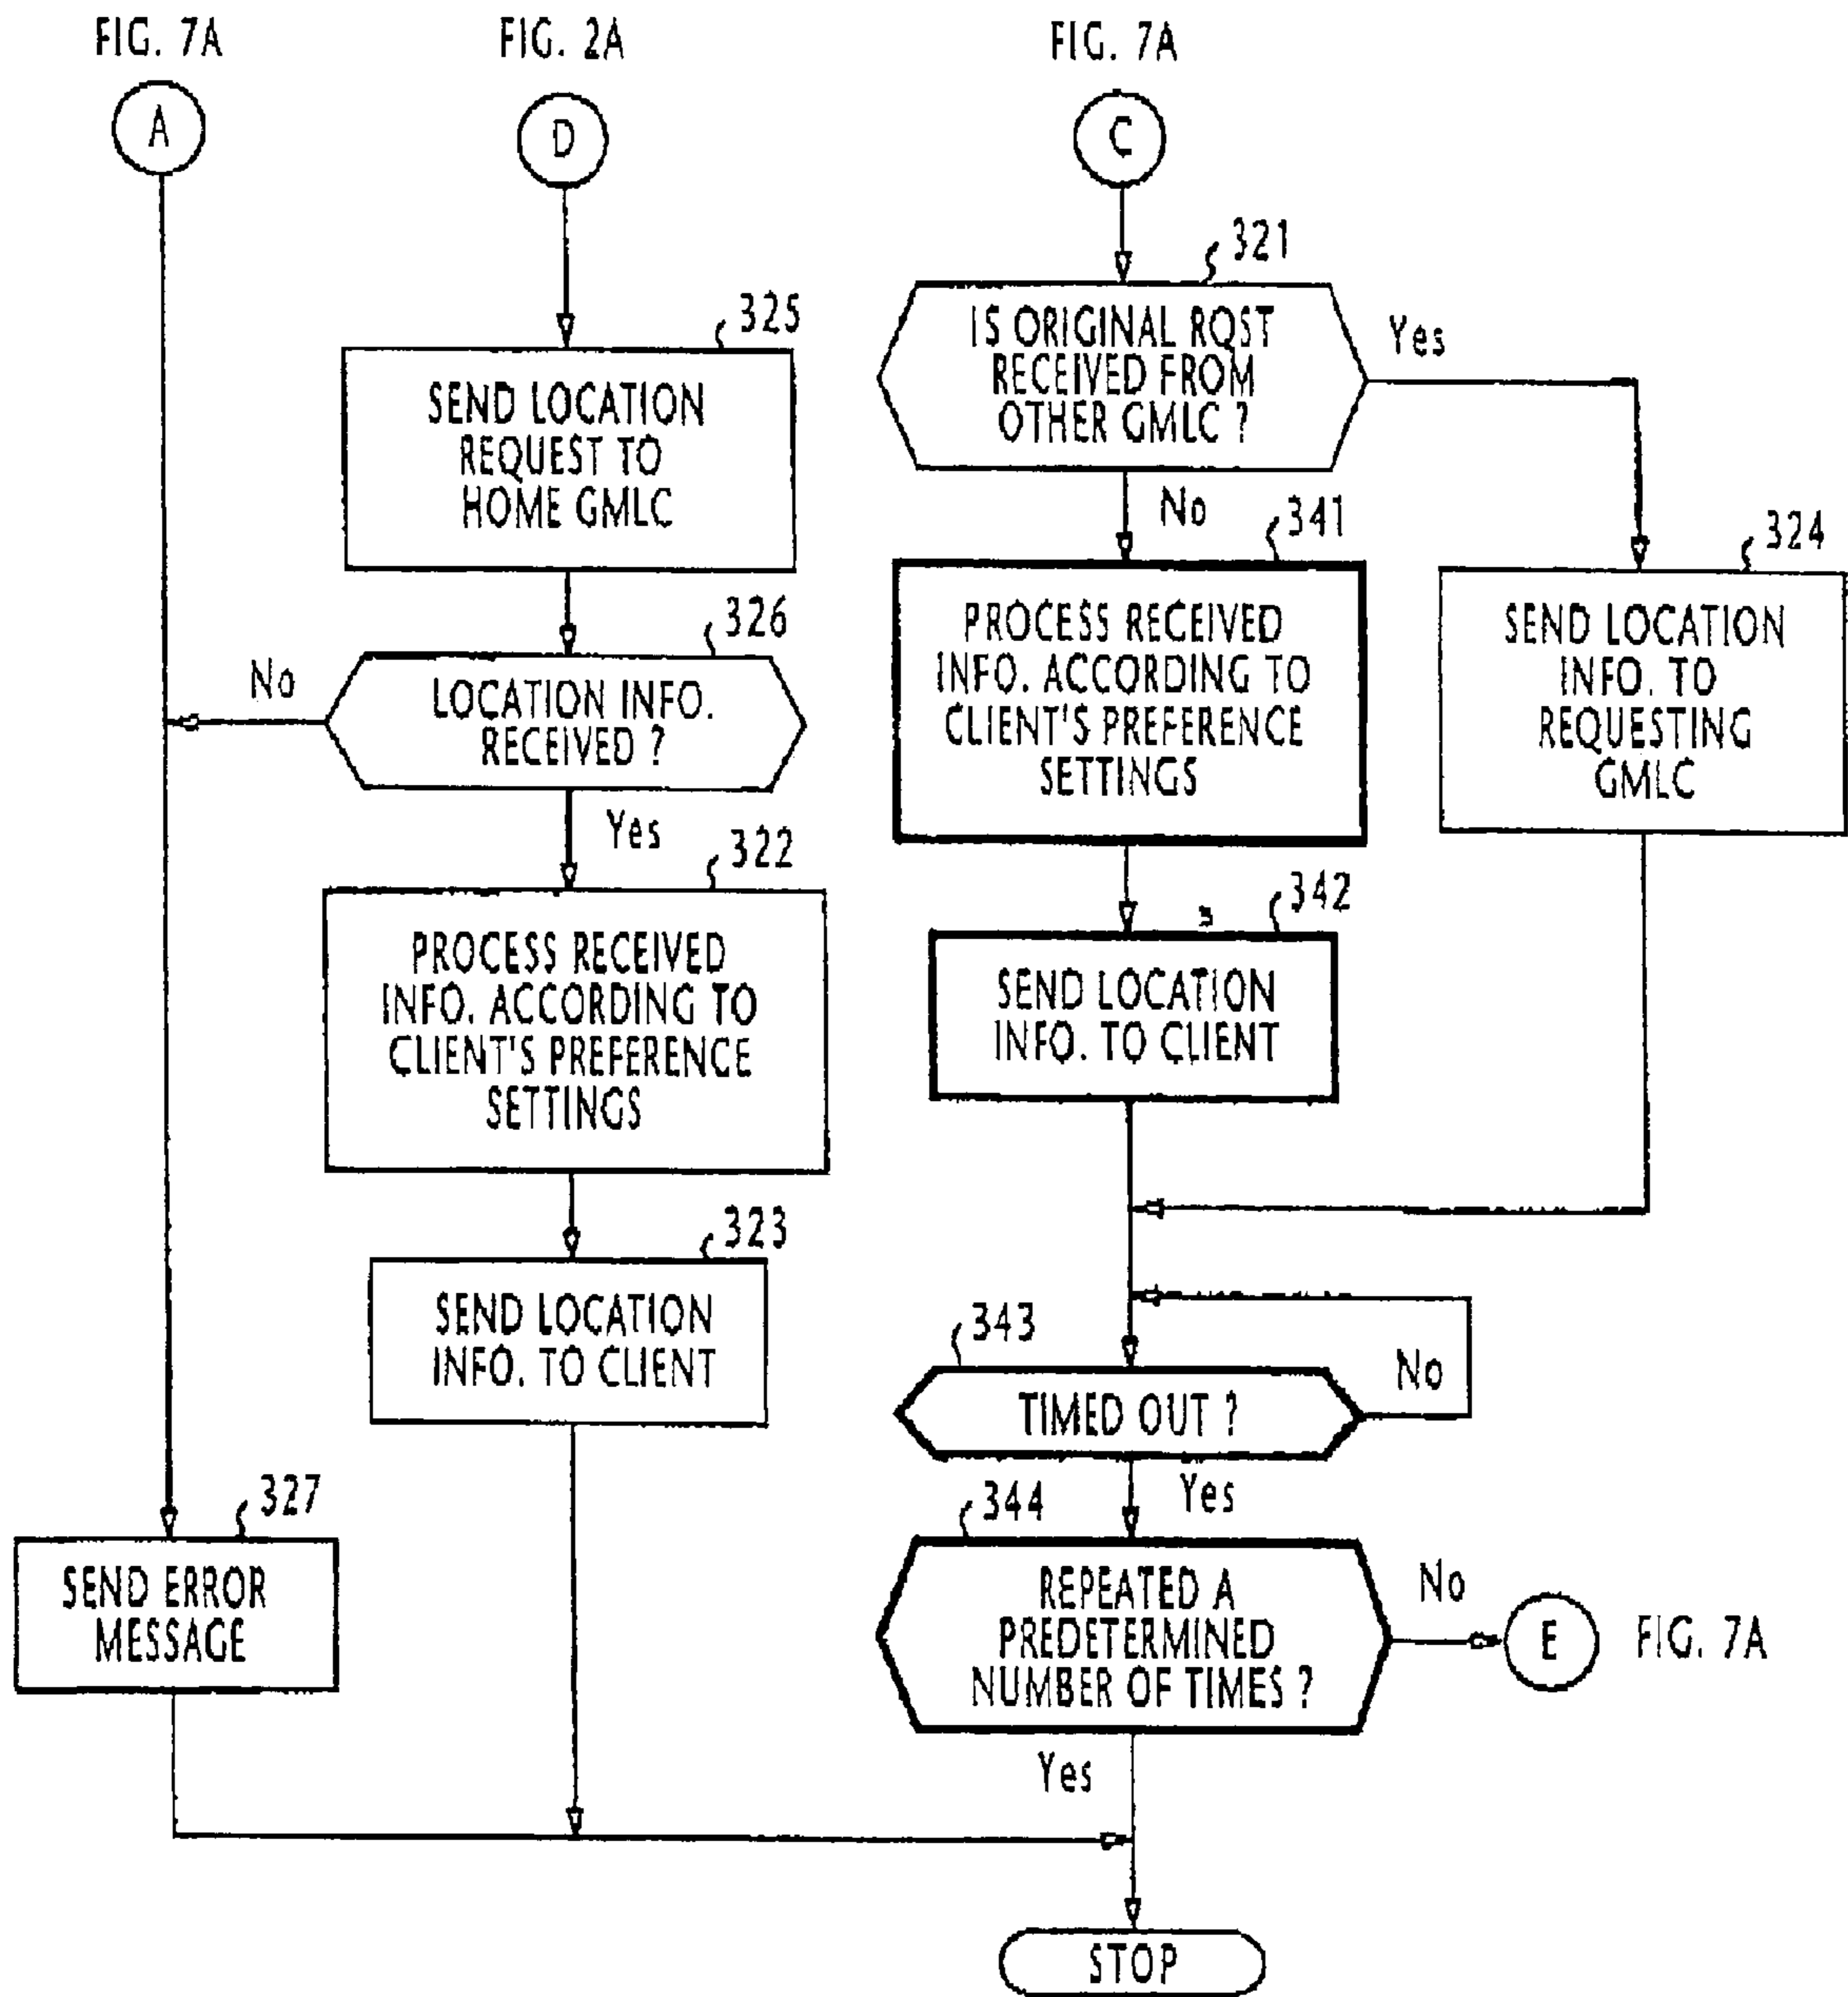 FIG. 7A
A
FIG. 2A
D
FIG. 7A
C
325
SEND LOCATION
REQUEST TO
HOME GMLC
326
LOCATION INFO.
RECEIVED ?
No
Yes
322
PROCESS RECEIVED
INFO. ACCORDING TO
CLIENT'S PREFERENCE
SETTINGS
323
SEND LOCATION
INFO. TO CLIENT
327
SEND ERROR
MESSAGE
321
IS ORIGINAL RQST
RECEIVED FROM
OTHER GMLC ?
Yes
No
341
PROCESS RECEIVED
INFO. ACCORDING TO
CLIENT'S PREFERENCE
SETTINGS
324
SEND LOCATION
INFO. TO
REQUESTING
GMLC
342
SEND LOCATION
INFO. TO CLIENT
343
TIMED OUT ?
No
Yes
344
REPEATED A
PREDETERMINED
NUMBER OF TIMES ?
No
E
FIG. 7A
Yes
STOP